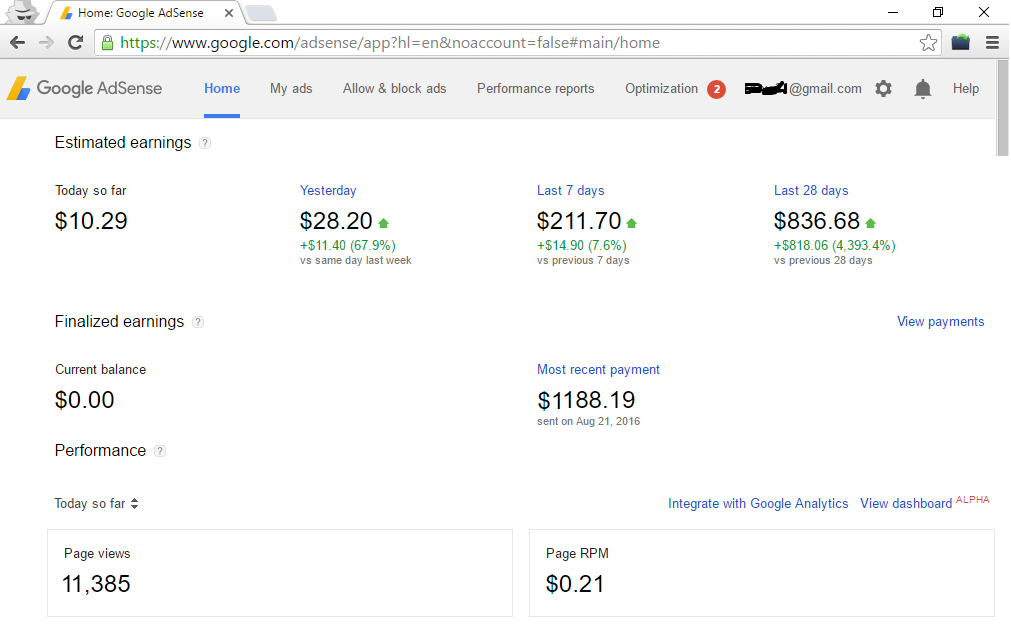 Home: Google AdSense
https://www.google.com/adsense/app?hl=en&noaccount=false#main/home
Google AdSense Home My ads Allow & block ads Performance reports Optimization 2 @gmail.com Help
Estimated earnings ?
Today so far Yesterday Last 7 days Last 28 days
$10.29 $28.20 $211.70 $836.68
+$11.40 (67.9%) +$14.90 (7.6%) +$818.06 (4,393.4%)
vs same day last week vs previous 7 days vs previous 28 days
Finalized earnings ? View payments
Current balance Most recent payment
$0.00 $1188.19
sent on Aug 21, 2016
Performance ?
Today so far Integrate with Google Analytics View dashboard ALPHA
Page views Page RPM
11,385 $0.21